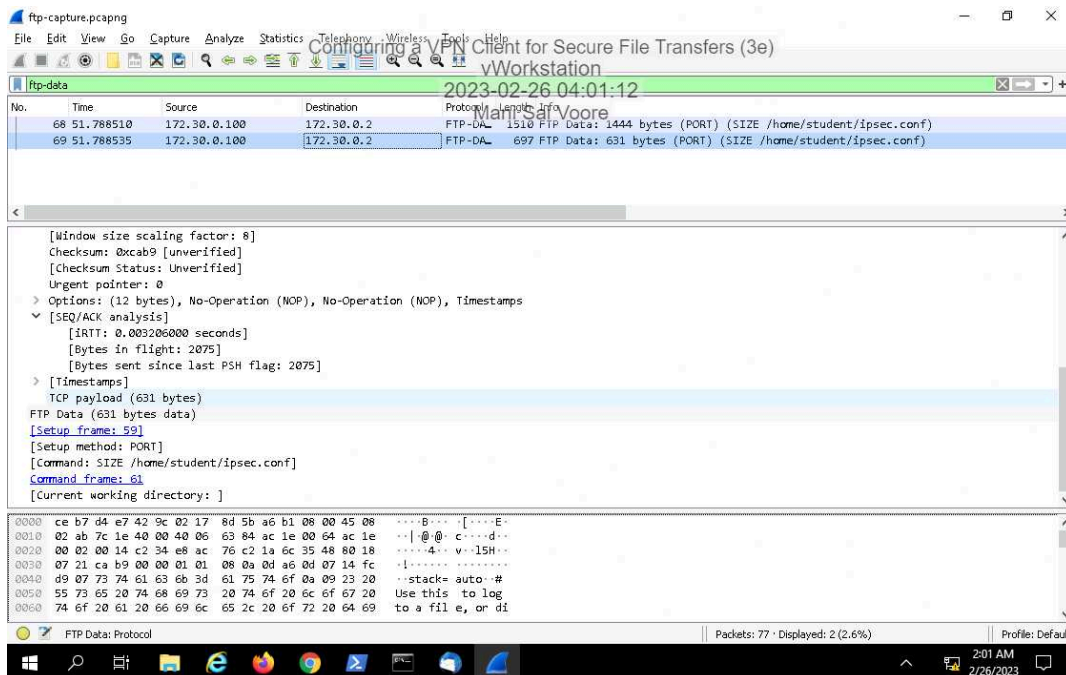 ftp-capture.pcapng
File Edit View Go Capture Analyze Statistics Telephony Wireless Tools Help
Configuring a VPN Client for Secure File Transfers (3e)
vWorkstation
2023-02-26 04:01:12
Mani Sai Voore
ftp-data
No. Time Source Destination Protocol Length Info
68 51.788510 172.30.0.100 172.30.0.2 FTP-DA… 1510 FTP Data: 1444 bytes (PORT) (SIZE /home/student/ipsec.conf)
69 51.788535 172.30.0.100 172.30.0.2 FTP-DA… 697 FTP Data: 631 bytes (PORT) (SIZE /home/student/ipsec.conf)
[Window size scaling factor: 8]
Checksum: 0xcab9 [unverified]
[Checksum Status: Unverified]
Urgent pointer: 0
> Options: (12 bytes), No-Operation (NOP), No-Operation (NOP), Timestamps
[SEQ/ACK analysis]
[iRTT: 0.003206000 seconds]
[Bytes in flight: 2075]
[Bytes sent since last PSH flag: 2075]
> [Timestamps]
TCP payload (631 bytes)
FTP Data (631 bytes data)
[Setup frame: 59]
[Setup method: PORT]
[Command: SIZE /home/student/ipsec.conf]
Command frame: 61
[Current working directory: ]
0000 ce b7 d4 e7 42 9c 02 17 8d 5b a6 b1 08 00 45 08 ····B··· ·[····E·
0010 02 ab 7c 1e 40 00 40 06 63 84 ac 1e 00 64 ac 1e ··|·@·@· c····d··
0020 00 02 00 14 c2 34 e8 ac 76 c2 1a 6c 35 48 80 18 ·····4·· v··l5H··
0030 07 21 ca b9 00 00 01 01 08 0a d6 0d 07 14 fc ·!······ ········
0040 d9 07 73 74 61 63 6b 3d 61 75 74 6f 0a 09 23 20 ··stack= auto··#
0050 55 73 65 20 74 68 69 73 20 74 6f 20 6c 6f 67 20 Use this to log
0060 74 6f 20 61 20 66 69 6c 65 2c 20 6f 72 20 64 69 to a fil e, or di
FTP Data: Protocol Packets: 77 · Displayed: 2 (2.6%) Profile: Defau
2:01 AM
2/26/2023